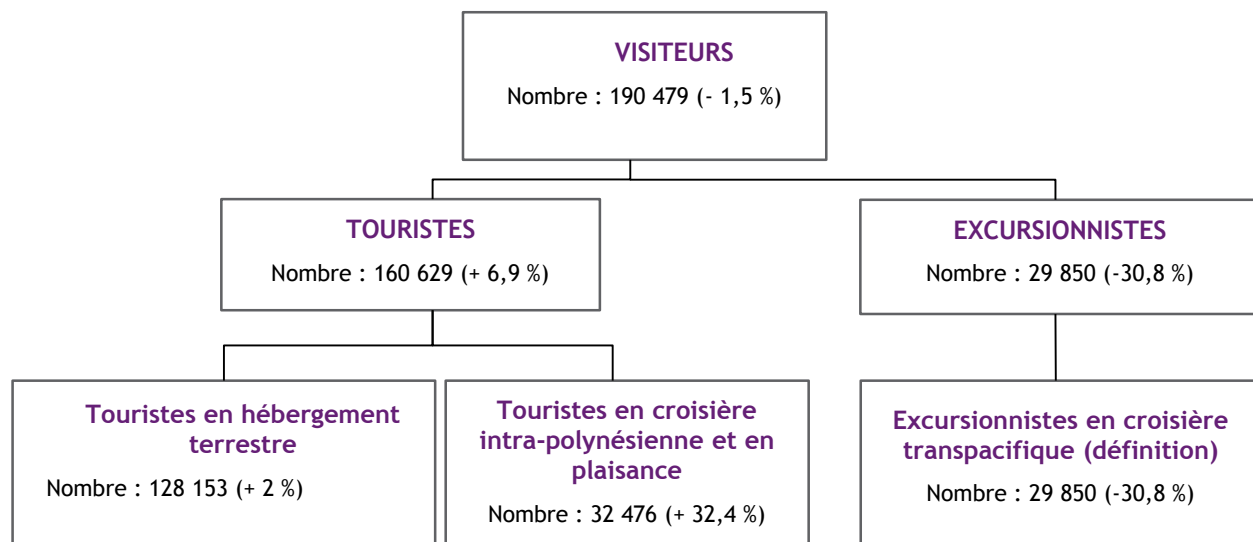 VISITEURS
Nombre : 190 479 (- 1,5 %)
TOURISTES
Nombre : 160 629 (+ 6,9 %)
EXCURSIONNISTES
Nombre : 29 850 (-30,8 %)
Touristes en hébergement
terrestre
Nombre : 128 153 (+ 2 %)
Touristes en croisière
intra-polynésienne et en
plaisance
Nombre : 32 476 (+ 32,4 %)
Excursionnistes en croisière
transpacifique (définition)
Nombre : 29 850 (-30,8 %)